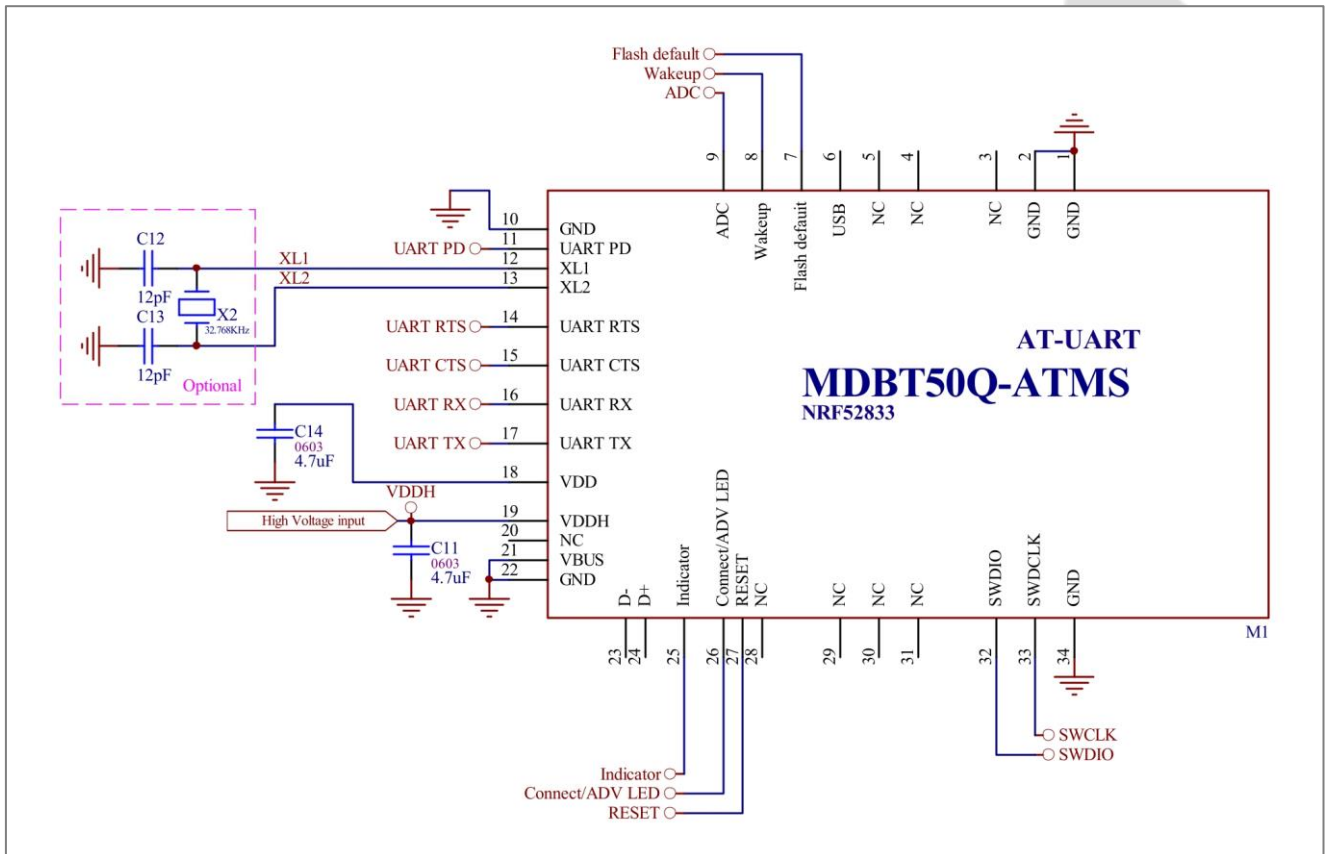 Flash default
Wakeup
ADC
9
8
7
6
5
4
3
2
1
ADC
Wakeup
Flash defauit
USB
NC
NC
NC
GND
GND
10 GND
UART PD 11 UART PD
XL1 12 XL1
XL2 13 XL2
C12
12pF
C13
12pF
X2
32.768KHz
Optional
UART RTS 14 UART RTS
UART CTS 15 UART CTS
UART RX 16 UART RX
UART TX 17 UART TX
AT-UART
MDBT50Q-ATMS
NRF52833
C14
0603
4.7uF
18 VDD
VDDH
High Voltage input 19 VDDH
20 NC
21 VBUS
22 GND
C11
0603
4.7uF
D-
D+
Indicator
Connect/ADV LED
RESET
NC
NC
NC
NC
SWDIO
SWDCLK
GND
M1
23
24
25
26
27
28
29
30
31
32
33
34
SWCLK
SWDIO
Indicator
Connect/ADV LED
RESET